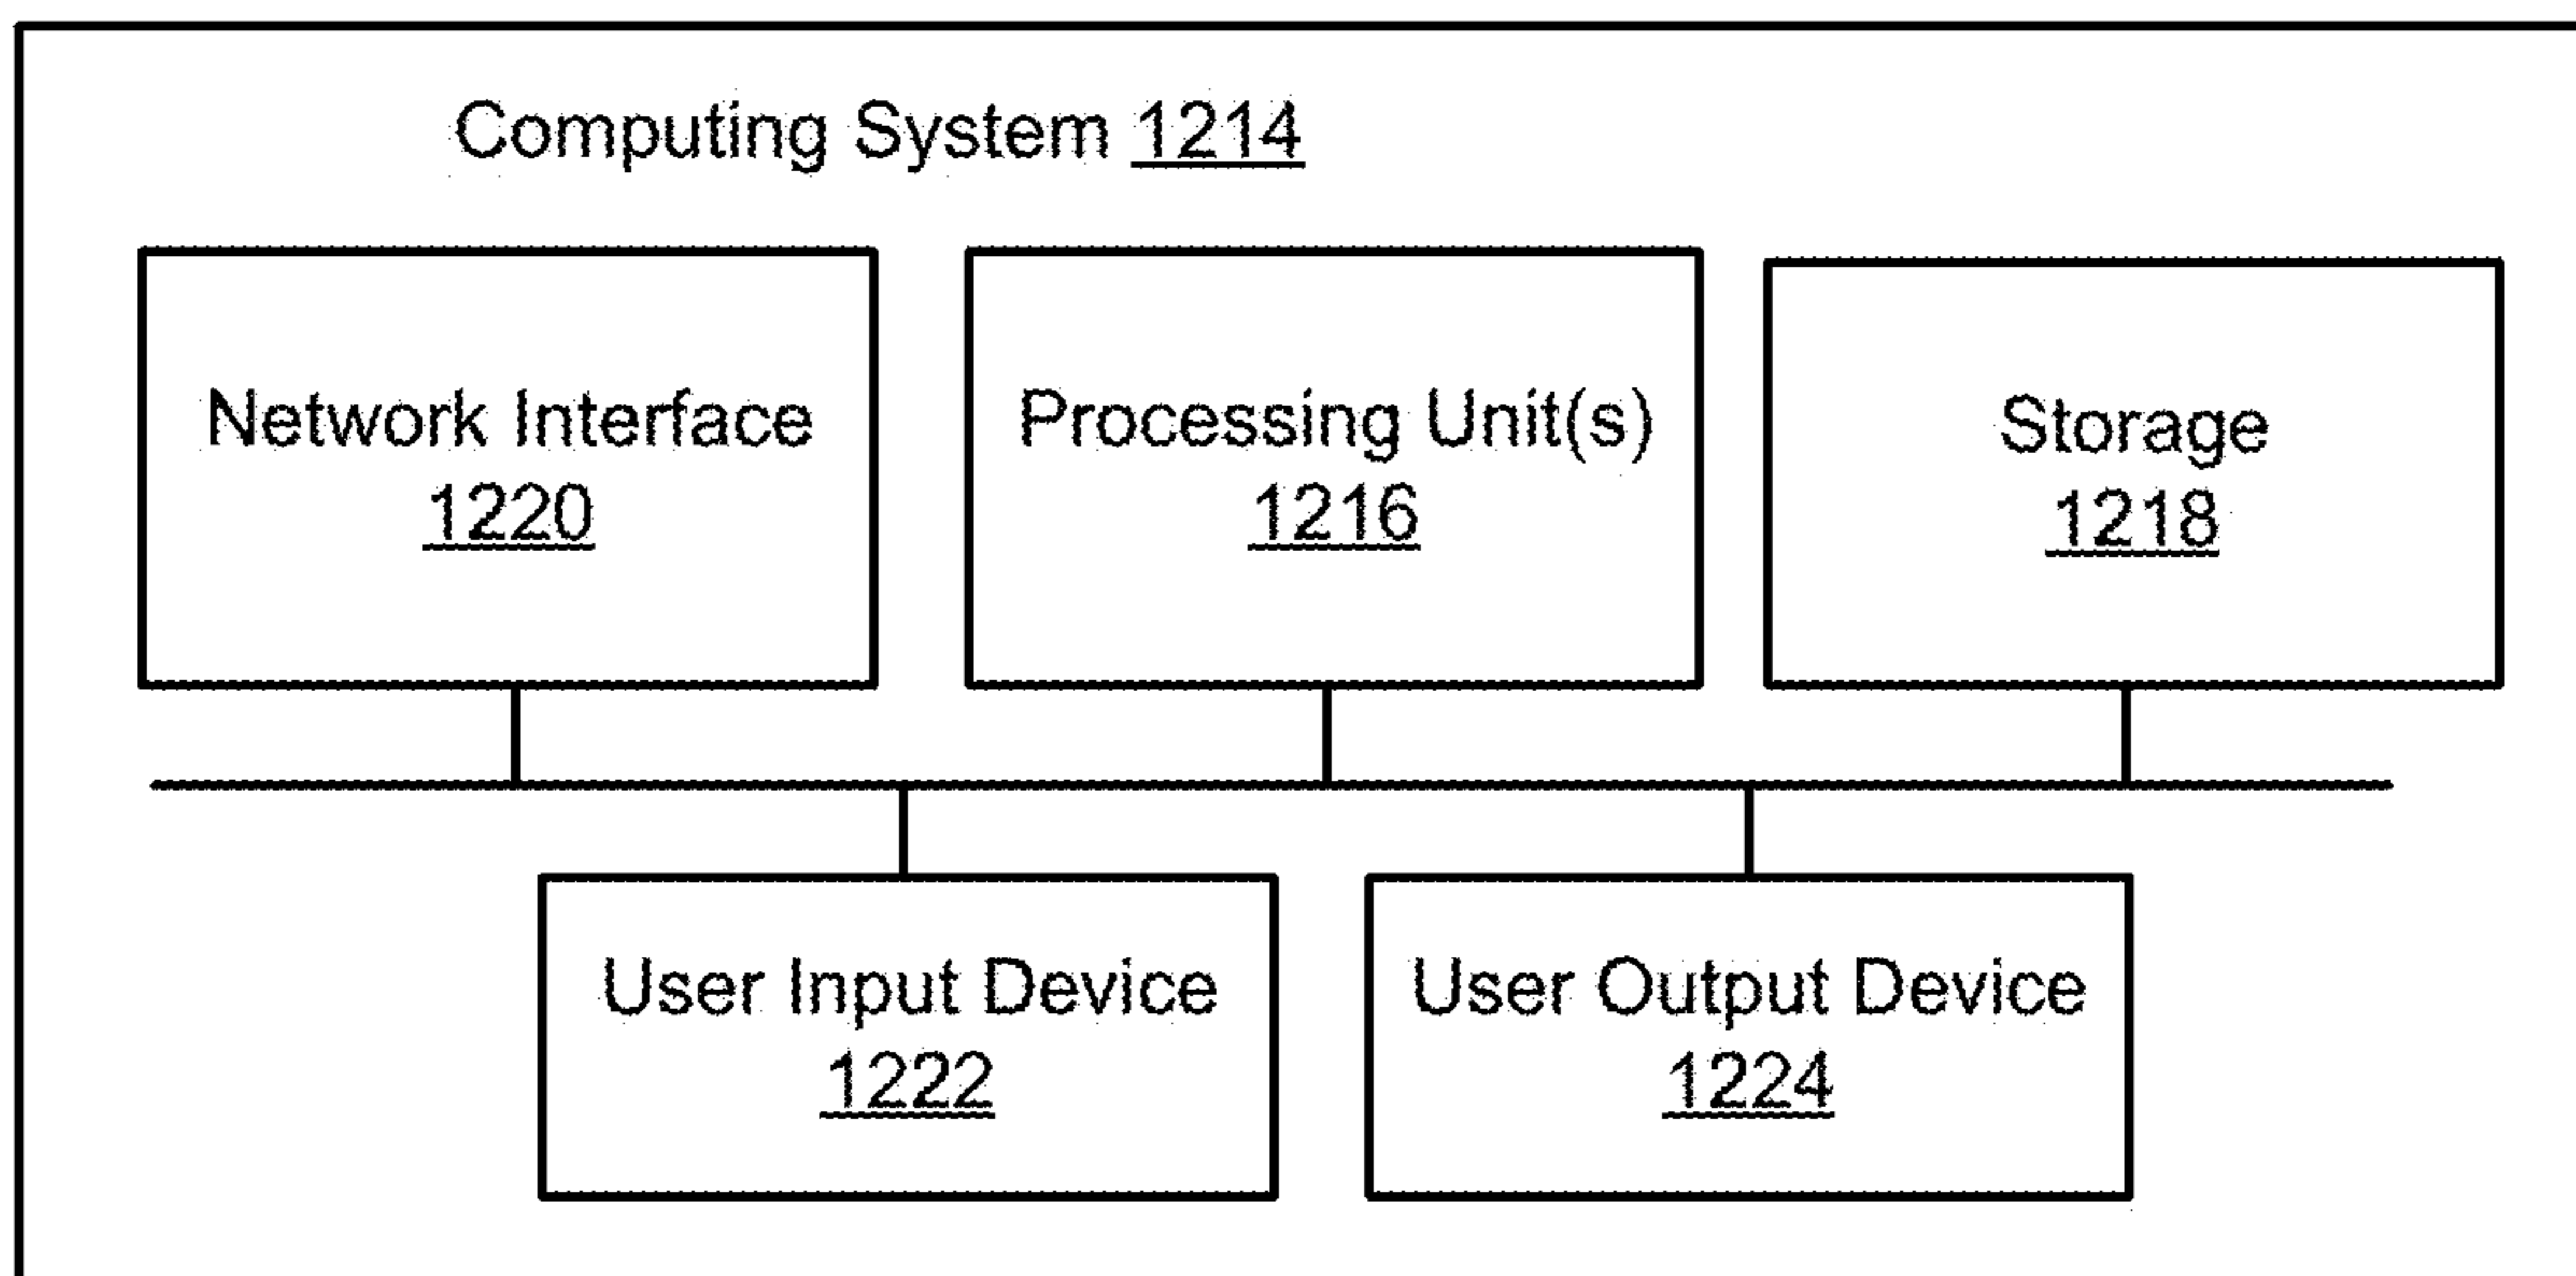 Computing System 1214
Network Interface
1220
Processing Unit(s)
1216
Storage
1218
User Input Device
1222
User Output Device
1224